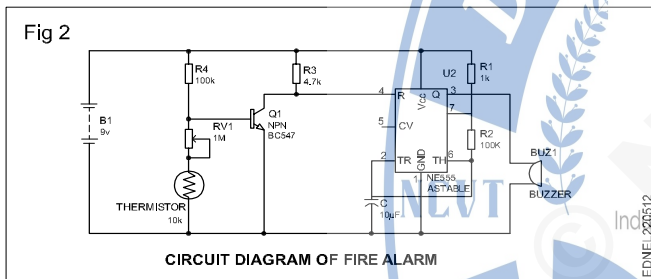 Fig 2
R4
100k
R3
4.7k
U2
R1
1k
4
R
Vcc
Q
3
7
B1
9v
Q1
NPN
BC547
RV1
1M
5
CV
R2
100K
2
TR
GND
TH
6
1
NE555
ASTABLE
BUZ1
BUZZER
THERMISTOR
10k
C
10µF
NCVT
©
Ind
CIRCUIT DIAGRAM OF FIRE ALARM